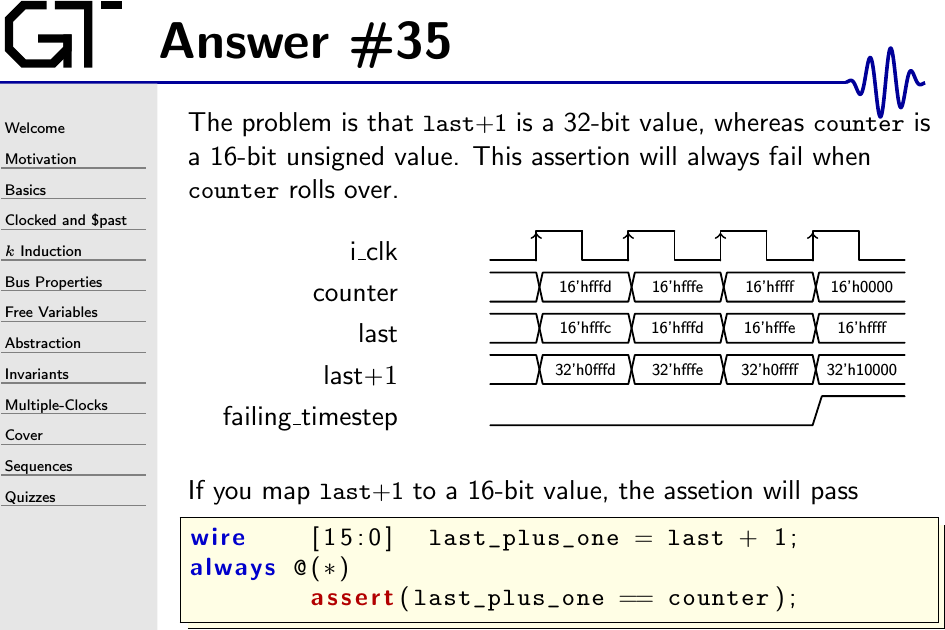 GT
Answer #35
Welcome
Motivation
Basics
Clocked and $past
k Induction
Bus Properties
Free Variables
Abstraction
Invariants
Multiple-Clocks
Cover
Sequences
Quizzes
The problem is that last+1 is a 32-bit value, whereas counter is
a 16-bit unsigned value. This assertion will always fail when
counter rolls over.
i_clk
counter 16'hfffd 16'hfffe 16'hffff 16'h0000
last 16'hfffc 16'hfffd 16'hfffe 16'hffff
last+1 32'h0fffd 32'hfffe 32'h0ffff 32'h10000
failing_timestep
If you map last+1 to a 16-bit value, the assetion will pass
wire [15:0] last_plus_one = last + 1;
always @(*)
assert(last_plus_one == counter);